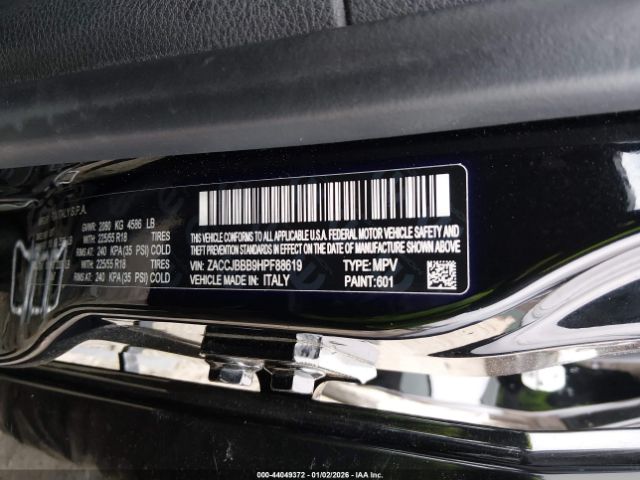 ITALY S.P.A.
GVWR: 2080 KG 4586 LB
WITH: 225/55 R18 TIRES
RIMS AT: 240 KPA(35 PSI) COLD
WITH: 225/55 R18 TIRES
RIMS AT: 240 KPA(35 PSI) COLD
THIS VEHICLE CONFORMS TO ALL APPLICABLE U.S.A. FEDERAL MOTOR VEHICLE SAFETY AND
THEFT PREVENTION STANDARDS IN EFFECT ON THE DATE OF MANUFACTURE SHOWN ABOVE.
VIN: ZACCJBBB9HPF88619 TYPE: MPV
VEHICLE MADE IN: ITALY PAINT: 601
000 - 44049372 - 01/02/2026 - IAAI.COM